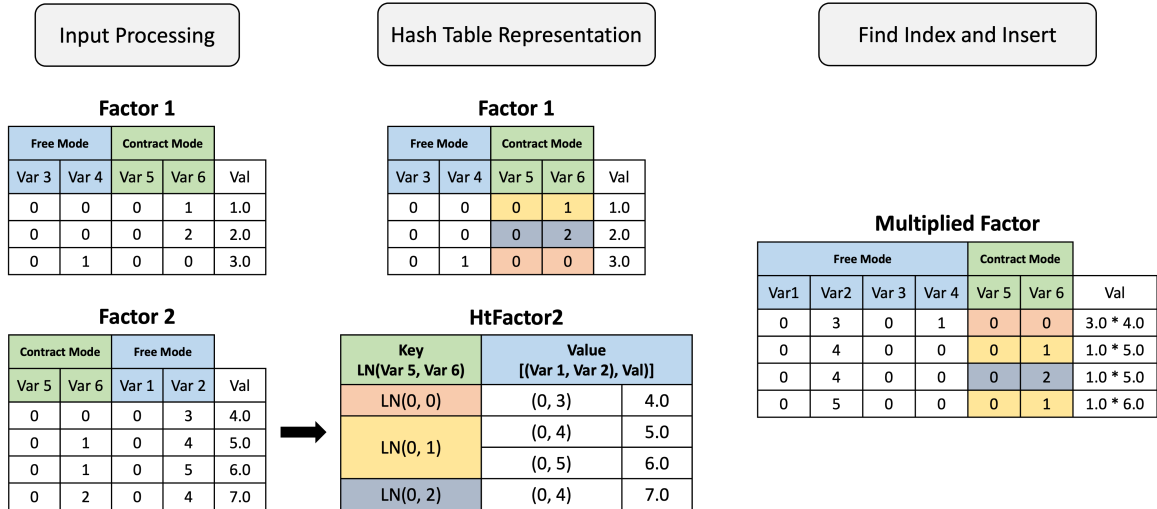 Input Processing
Hash Table Representation
Find Index and Insert
Factor 1
Free Mode Contract Mode
Var 3 Var 4 Var 5 Var 6 Val
0 0 0 1 1.0
0 0 0 2 2.0
0 1 0 0 3.0
Factor 2
Contract Mode Free Mode
Var 5 Var 6 Var 1 Var 2 Val
0 0 0 3 4.0
0 1 0 4 5.0
0 1 0 5 6.0
0 2 0 4 7.0
Factor 1
Free Mode Contract Mode
Var 3 Var 4 Var 5 Var 6 Val
0 0 0 1 1.0
0 0 0 2 2.0
0 1 0 0 3.0
HtFactor2
Key Value
LN(Var 5, Var 6) [(Var 1, Var 2), Val)]
LN(0, 0) (0, 3) 4.0
LN(0, 1) (0, 4) 5.0
(0, 5) 6.0
LN(0, 2) (0, 4) 7.0
Multiplied Factor
Free Mode Contract Mode
Var1 Var2 Var 3 Var 4 Var 5 Var 6 Val
0 3 0 1 0 0 3.0 * 4.0
0 4 0 0 0 1 1.0 * 5.0
0 4 0 0 0 2 1.0 * 5.0
0 5 0 0 0 1 1.0 * 6.0